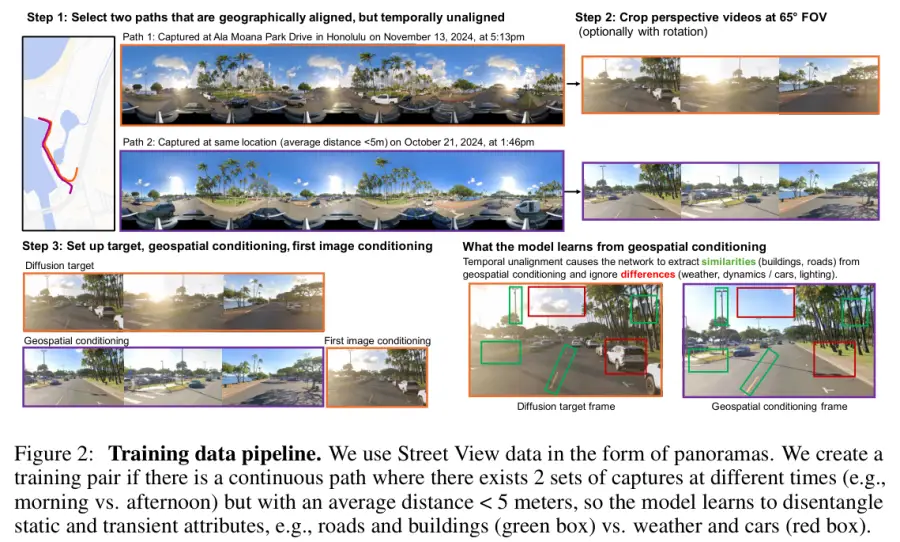 Step 1: Select two paths that are geographically aligned, but temporally unaligned
Path 1: Captured at Ala Moana Park Drive in Honolulu on November 13, 2024, at 5:13pm
Path 2: Captured at same location (average distance <5m) on October 21, 2024, at 1:46pm
Step 2: Crop perspective videos at 65° FOV
(optionally with rotation)
Step 3: Set up target, geospatial conditioning, first image conditioning
Diffusion target
Geospatial conditioning
First image conditioning
What the model learns from geospatial conditioning
Temporal unalignment causes the network to extract similarities (buildings, roads) from
geospatial conditioning and ignore differences (weather, dynamics / cars, lighting).
Diffusion target frame
Geospatial conditioning frame
Figure 2: Training data pipeline. We use Street View data in the form of panoramas. We create a
training pair if there is a continuous path where there exists 2 sets of captures at different times (e.g.,
morning vs. afternoon) but with an average distance < 5 meters, so the model learns to disentangle
static and transient attributes, e.g., roads and buildings (green box) vs. weather and cars (red box).